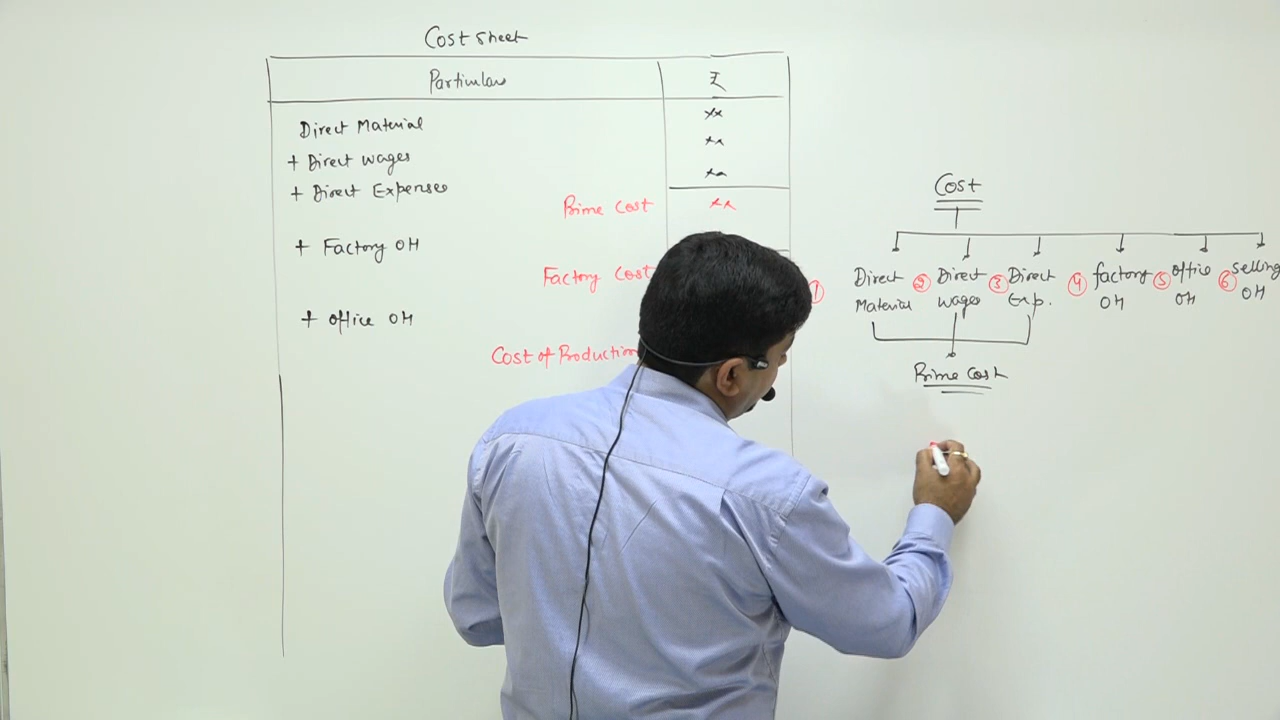 Cost Sheet
Particulars ₹
Direct Material xx
+ Direct wages xx
+ Direct Expenses xx
Prime Cost xx
+ Factory OH
Factory Cost
+ Office OH
Cost of Production
Cost
① Direct Material
② Direct wages
③ Direct Exp.
④ factory OH
⑤ office OH
⑥ selling OH
Prime Cost